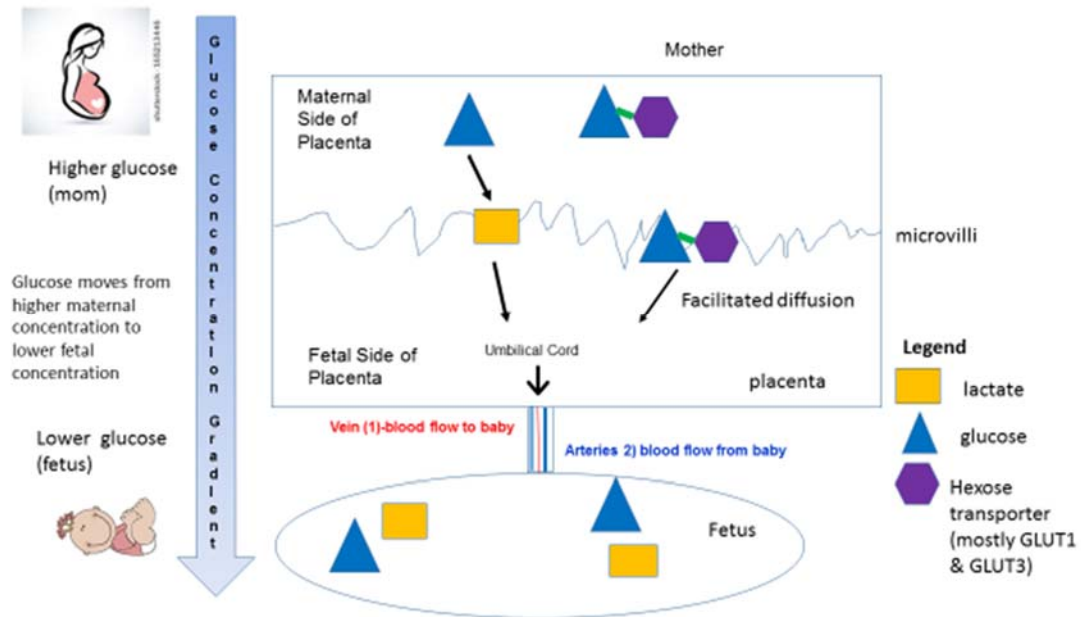 shutterstock · 160213446
Glucose Concentration Gradient
Higher glucose
(mom)
Glucose moves from
higher maternal
concentration to
lower fetal
concentration
Lower glucose
(fetus)
Mother
Maternal
Side of
Placenta
microvilli
Facilitated diffusion
Fetal Side of
Placenta
Umbilical Cord
placenta
Vein (1)-blood flow to baby
Arteries 2) blood flow from baby
Fetus
Legend
lactate
glucose
Hexose
transporter
(mostly GLUT1
& GLUT3)